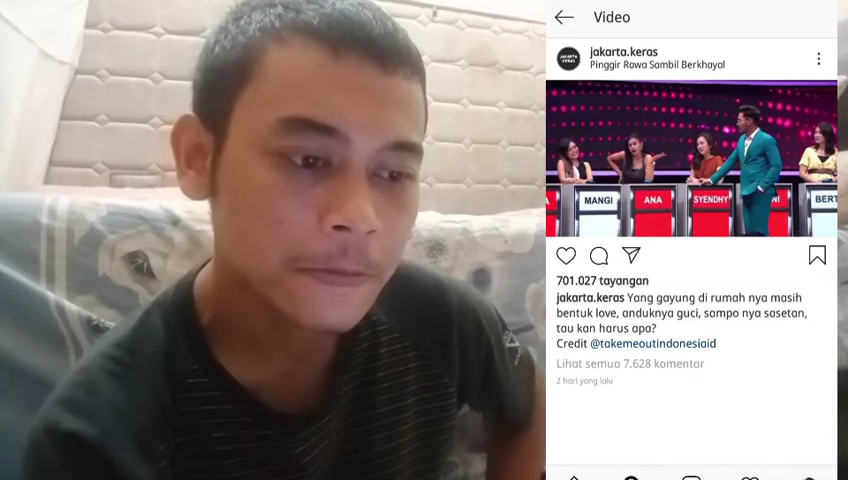 Video
jakarta.keras
Pinggir Rawa Sambil Berkhayal
MANGI
ANA
SYENDHY
NI
BERT
701.027 tayangan
jakarta.keras Yang gayung di rumah nya masih
bentuk love, anduknya guci, sampo nya sasetan,
tau kan harus apa?
Credit @takemeoutindonesiaid
Lihat semua 7.628 komentar
2 hari yang lalu